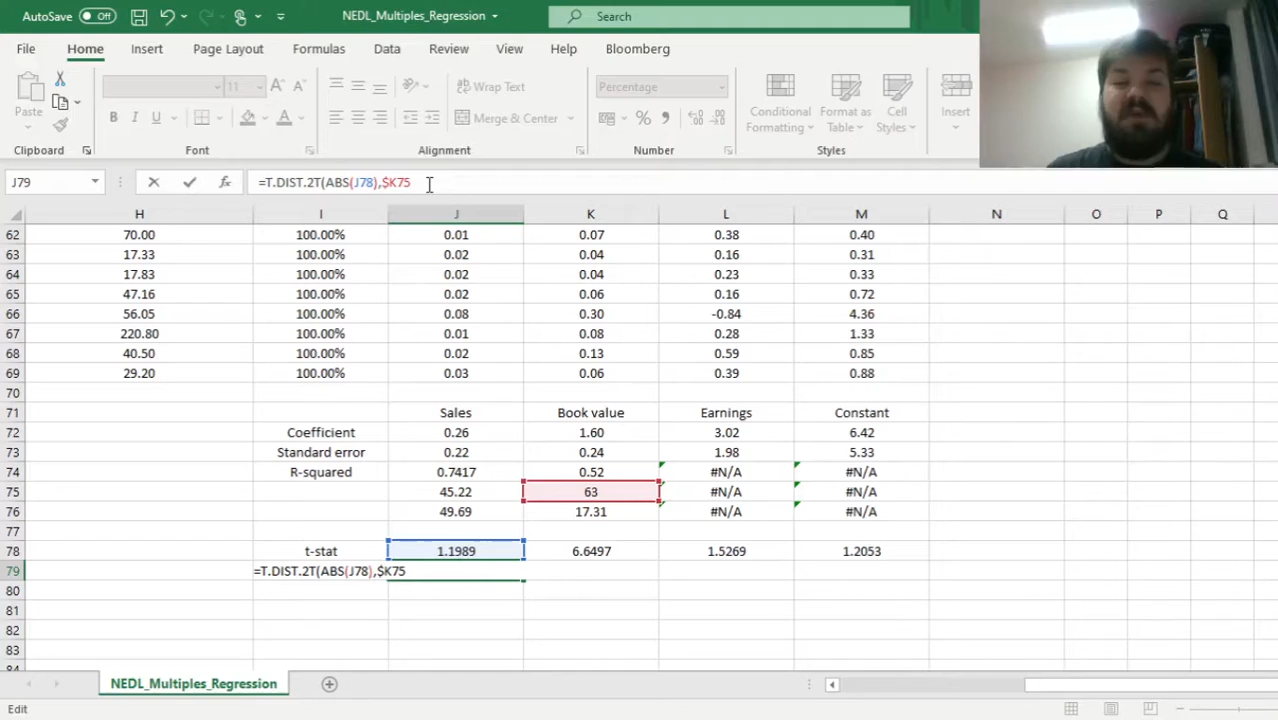 AutoSave Off NEDL_Multiples_Regression Search
File Home Insert Page Layout Formulas Data Review View Help Bloomberg
Paste 11 A A ab Wrap Text Percentage Conditional Formatting Format as Table Cell Styles Insert
B I U A Merge & Center % , .00
Clipboard Font Alignment Number Styles
J79 fx =T.DIST.2T(ABS(J78),$K75
H I J K L M N O P Q
62 70.00 100.00% 0.01 0.07 0.38 0.40
63 17.33 100.00% 0.02 0.04 0.16 0.31
64 17.83 100.00% 0.02 0.04 0.23 0.33
65 47.16 100.00% 0.02 0.06 0.16 0.72
66 56.05 100.00% 0.08 0.30 -0.84 4.36
67 220.80 100.00% 0.01 0.08 0.28 1.33
68 40.50 100.00% 0.02 0.13 0.59 0.85
69 29.20 100.00% 0.03 0.06 0.39 0.88
70
71 Sales Book value Earnings Constant
72 Coefficient 0.26 1.60 3.02 6.42
73 Standard error 0.22 0.24 1.98 5.33
74 R-squared 0.7417 0.52 #N/A #N/A
75 45.22 63 #N/A #N/A
76 49.69 17.31 #N/A #N/A
77
78 t-stat 1.1989 6.6497 1.5269 1.2053
79 =T.DIST.2T(ABS(J78),$K75
80
81
82
83
84
NEDL_Multiples_Regression
Edit